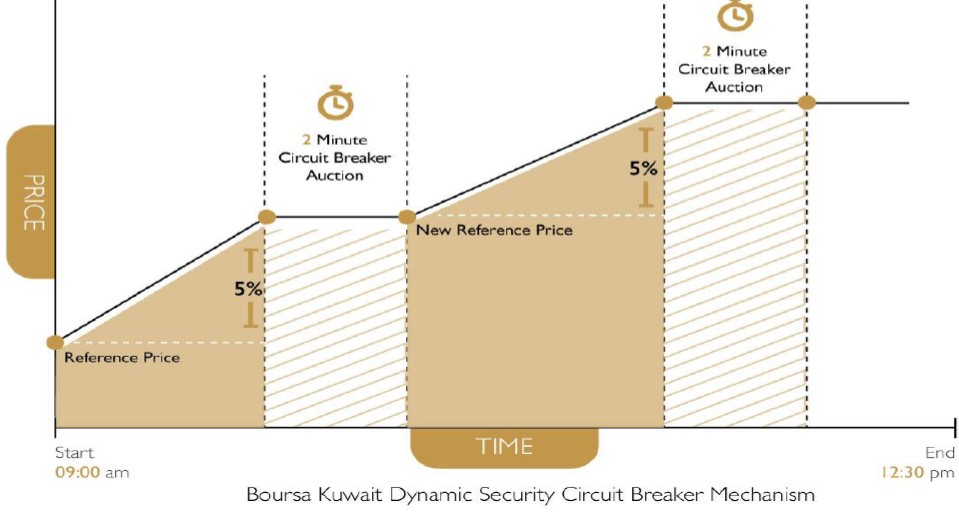 2 Minute
Circuit Breaker
Auction
2 Minute
Circuit Breaker
Auction
PRICE
5%
New Reference Price
5%
Reference Price
TIME
Start
09:00 am
End
12:30 pm
Boursa Kuwait Dynamic Security Circuit Breaker Mechanism